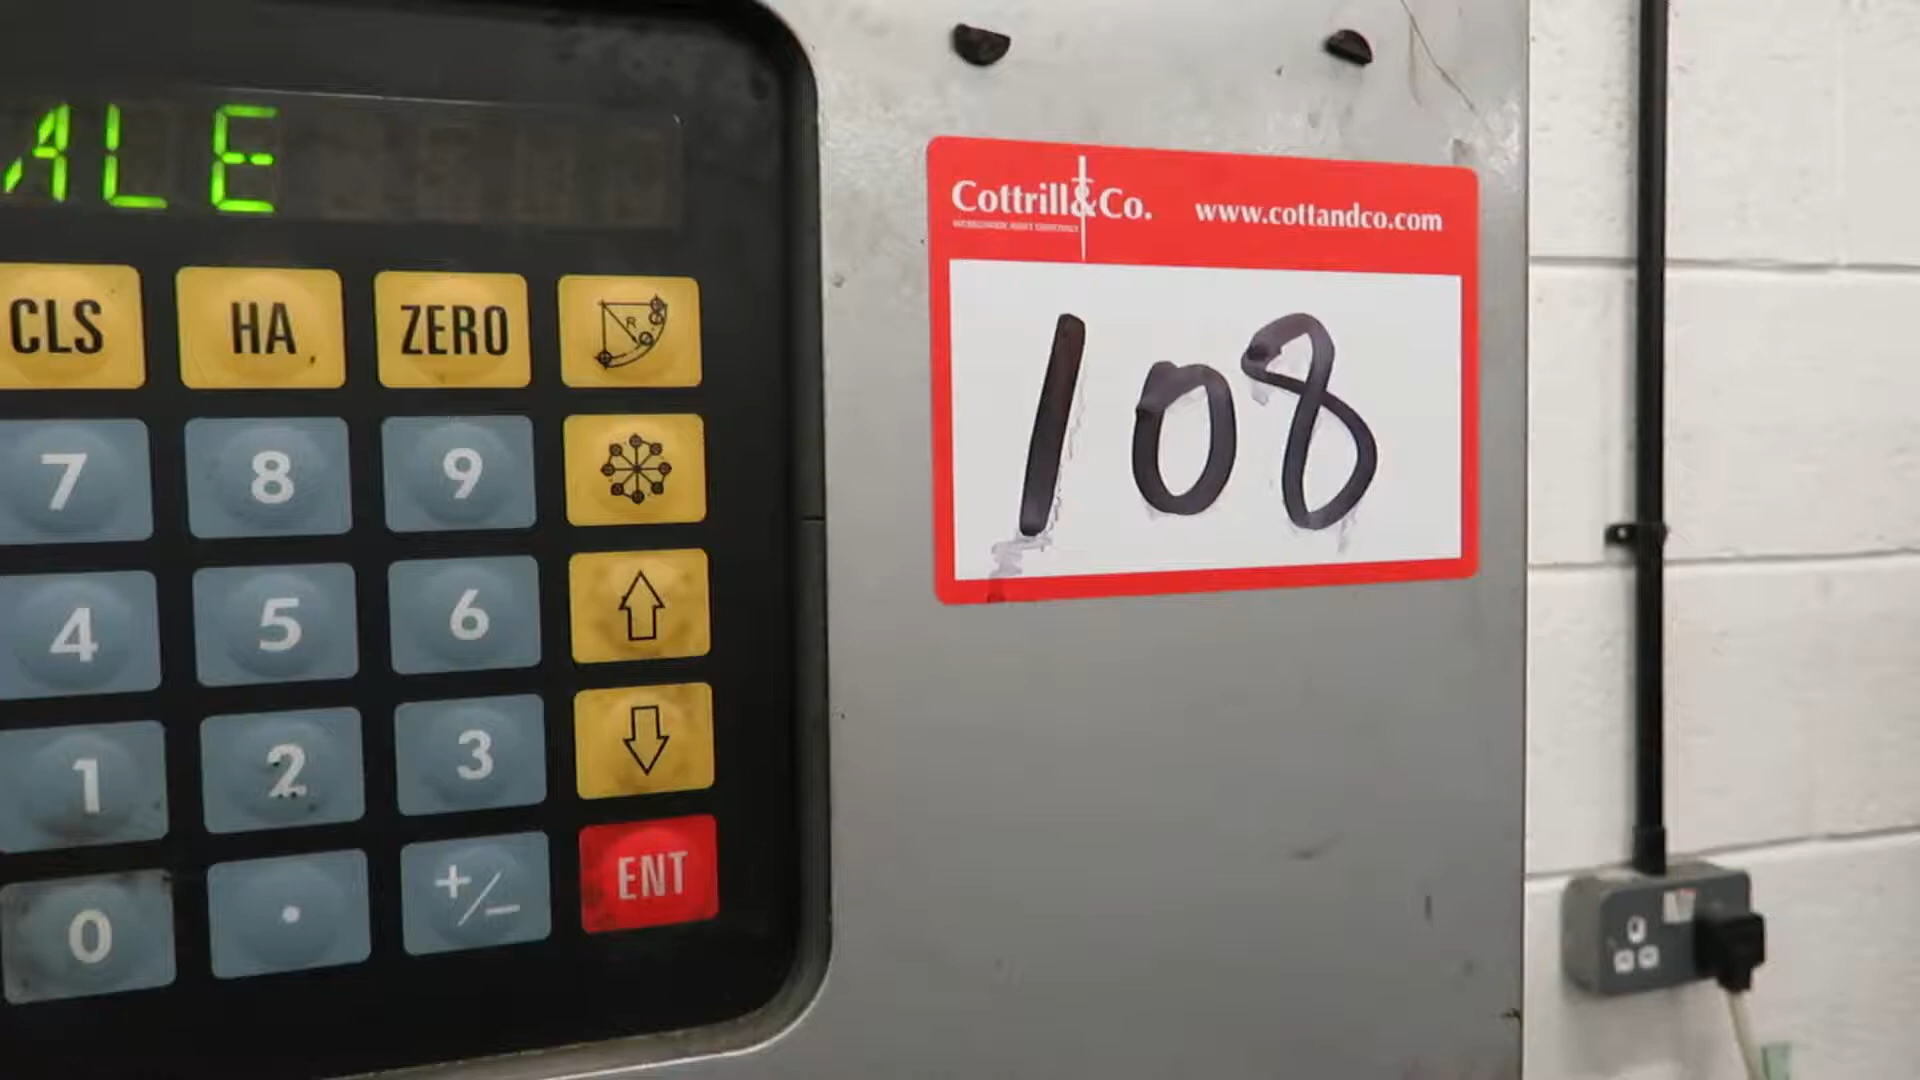 ALE
CLS HA ZERO R
7 8 9
4 5 6
1 2 3
0 . +/- ENT
Cottrill&Co. www.cottandco.com
108